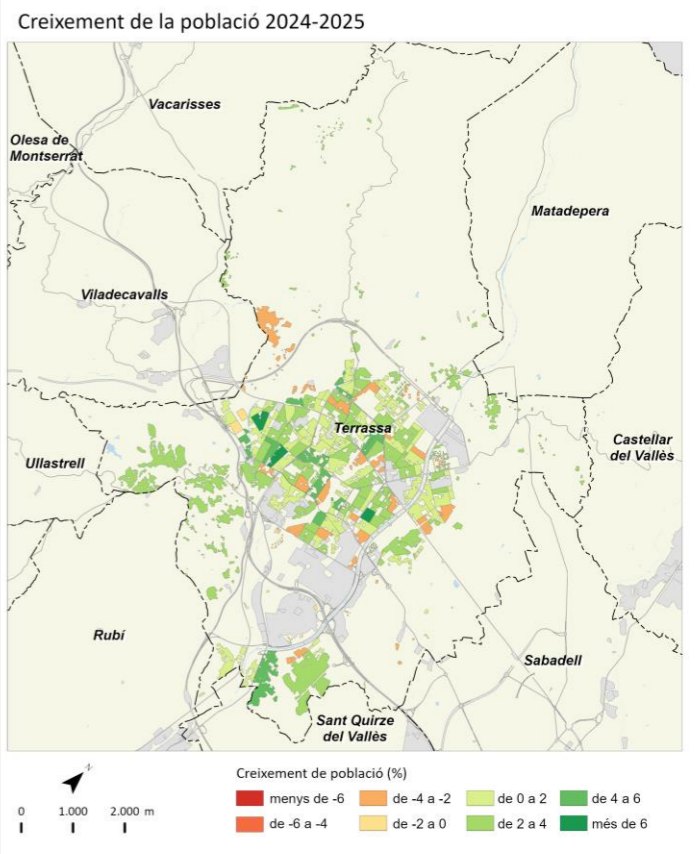 Creixement de la població 2024-2025
Vacarisses
Olesa de
Montserrat
Matadepera
Viladecavalls
Terrassa
Castellar
del Vallès
Ullastrell
Rubí
Sabadell
Sant Quirze
del Vallès
N
0 1.000 2.000 m
Creixement de població (%)
menys de -6
de -4 a -2
de 0 a 2
de 4 a 6
de -6 a -4
de -2 a 0
de 2 a 4
més de 6